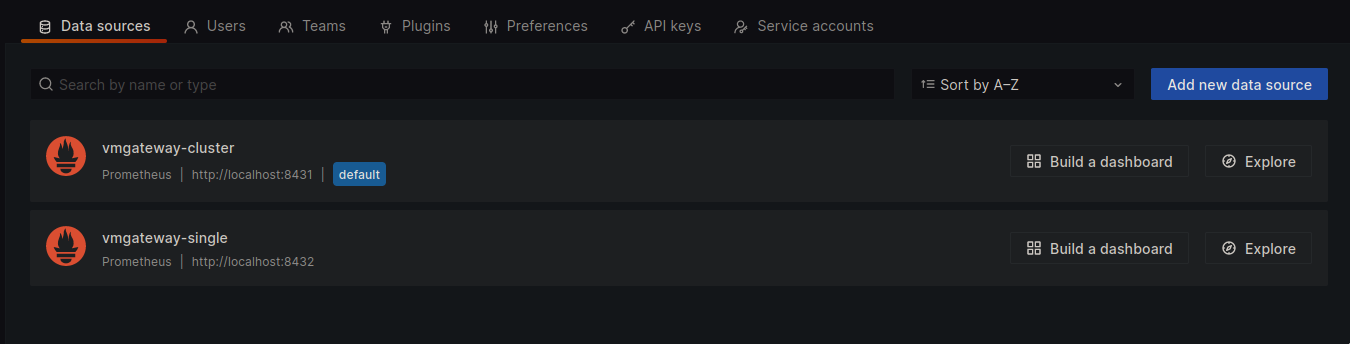 Data sources Users Teams Plugins Preferences API keys Service accounts
Search by name or type Sort by A–Z Add new data source
vmgateway-cluster
Prometheus | http://localhost:8431 | default Build a dashboard Explore
vmgateway-single
Prometheus | http://localhost:8432 Build a dashboard Explore